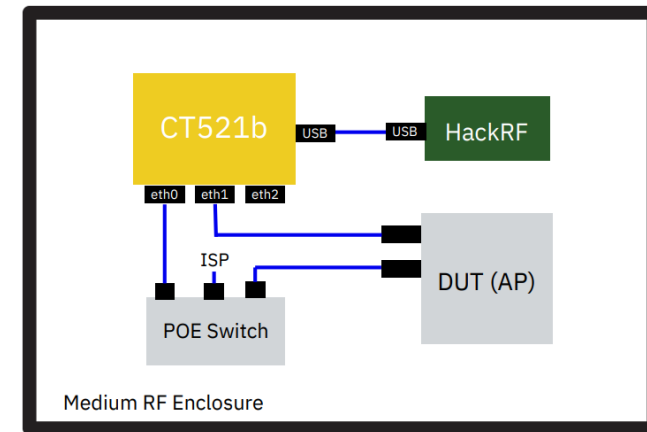 CT521b
USB
USB
HackRF
eth0
eth1
eth2
ISP
DUT (AP)
POE Switch
Medium RF Enclosure